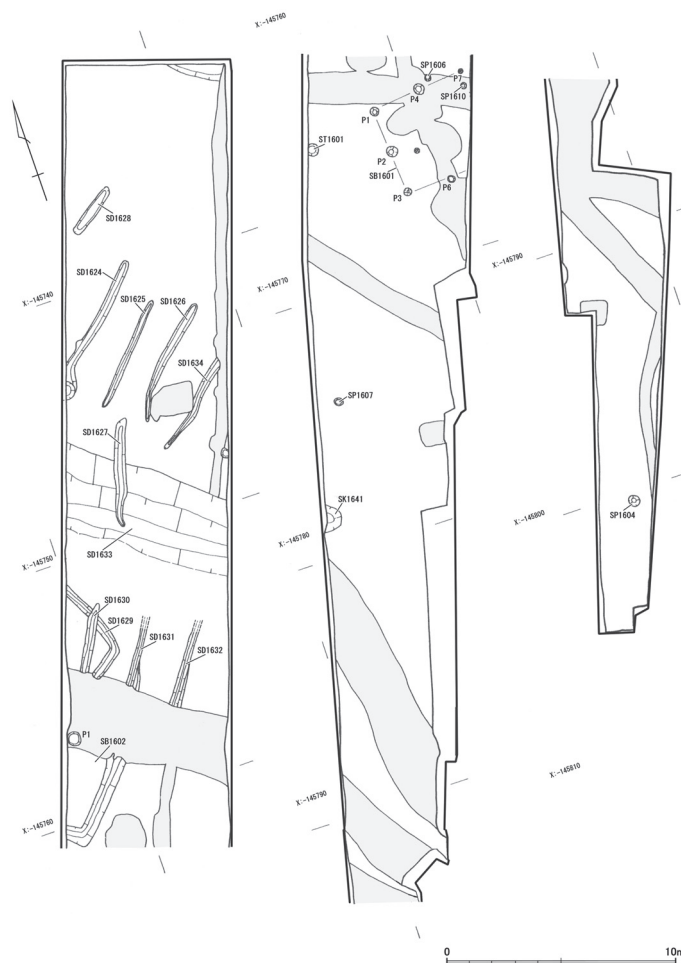 X:-145760
SD1628
SD1624
SD1625
SD1626
X:-145740
SD1634
SD1627
SD1633
X:-145750
SD1630
SD1629
SD1631
SD1632
P1
SB1602
X:-145760
SP1606
P7
P4
SP1610
P1
ST1601
P2
SB1601
P6
P3
X:-145770
SP1607
SK1641
X:-145780
X:-145790
X:-145790
SP1604
X:-145800
X:-145810
0
10m